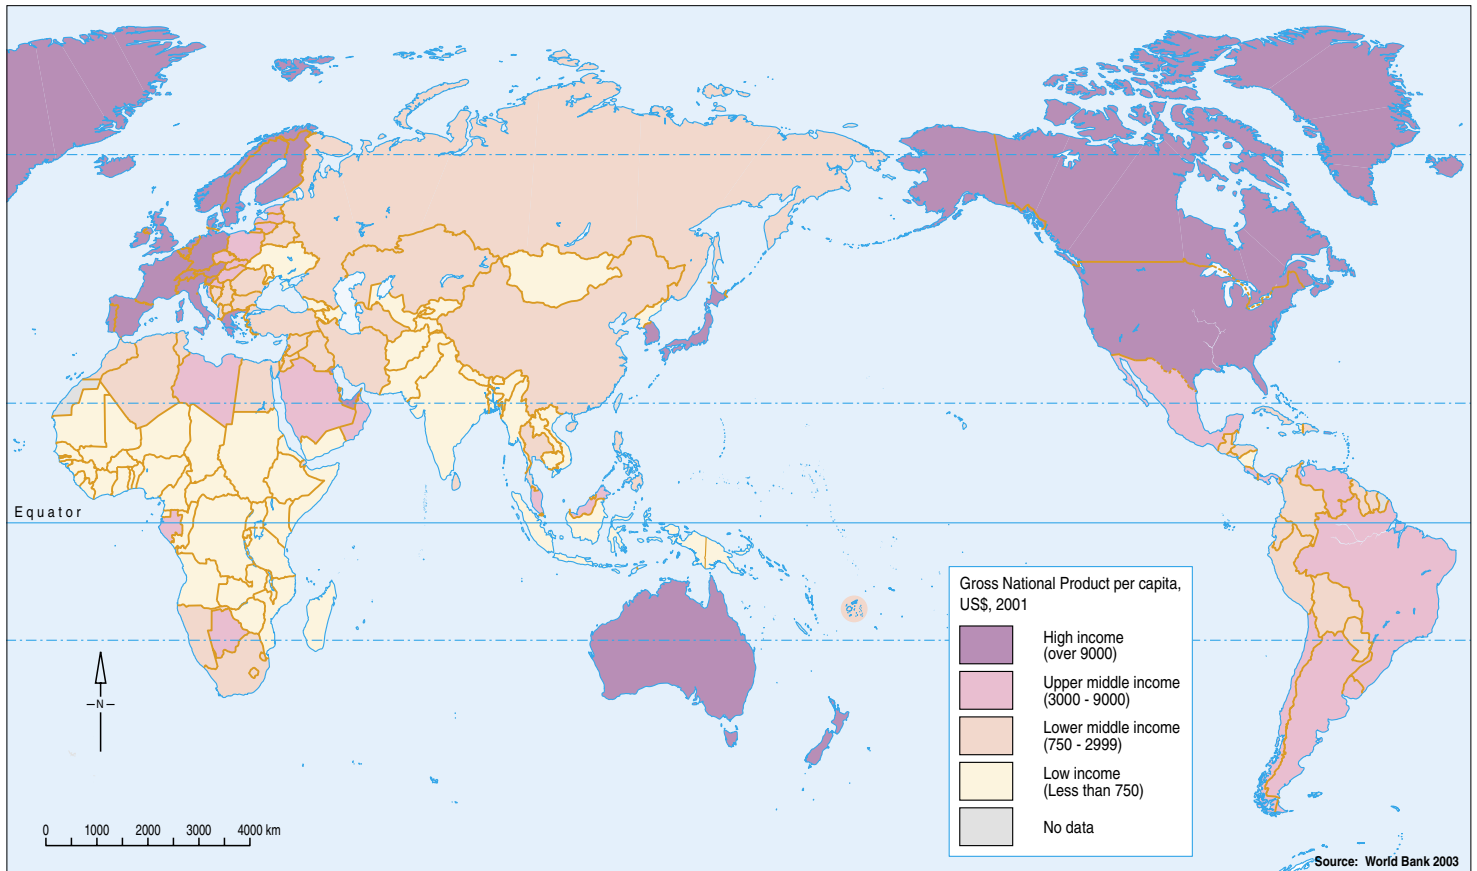 Equator
Gross National Product per capita,
US$, 2001
High income
(over 9000)
Upper middle income
(3000 - 9000)
Lower middle income
(750 - 2999)
Low income
(Less than 750)
No data
N
0 1000 2000 3000 4000 km
Source: World Bank 2003